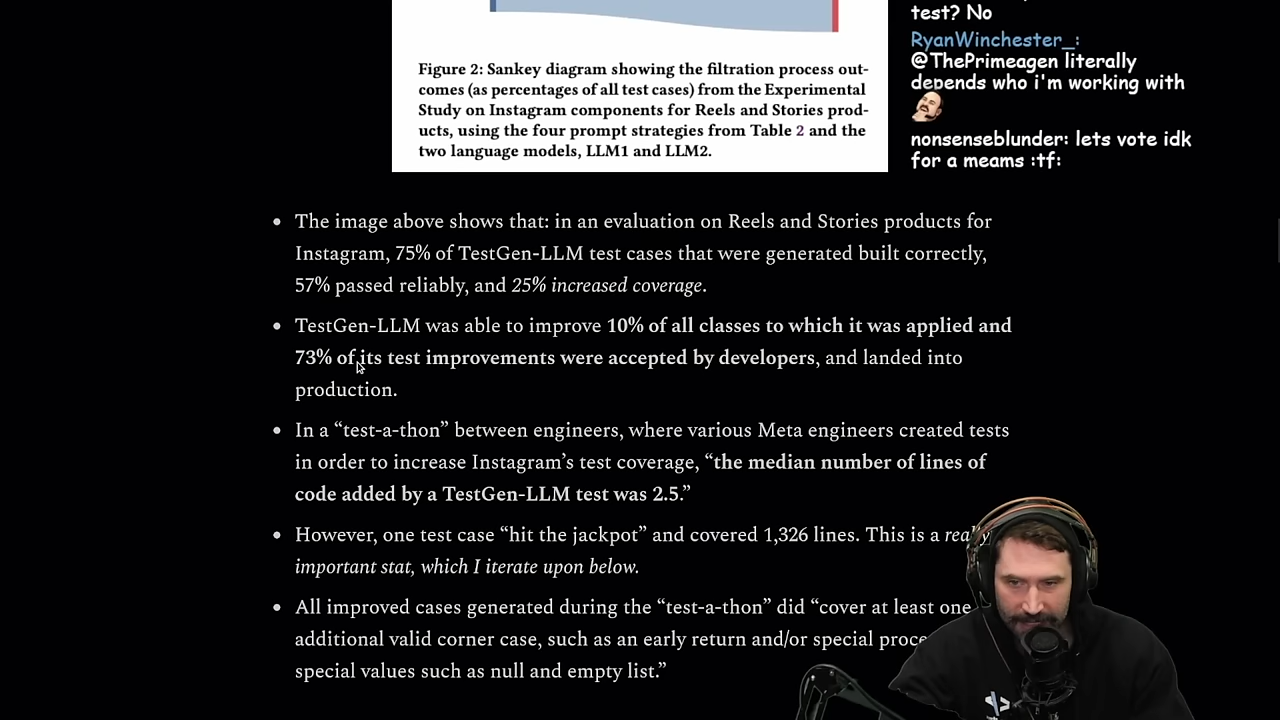 test? No
RyanWinchester_:
@ThePrimeagen literally
depends who i'm working with
nonsenseblunder: lets vote idk
for a meams :tf:
Figure 2: Sankey diagram showing the filtration process out-
comes (as percentages of all test cases) from the Experimental
Study on Instagram components for Reels and Stories prod-
ucts, using the four prompt strategies from Table 2 and the
two language models, LLM1 and LLM2.
• The image above shows that: in an evaluation on Reels and Stories products for
Instagram, 75% of TestGen-LLM test cases that were generated built correctly,
57% passed reliably, and 25% increased coverage.
• TestGen-LLM was able to improve 10% of all classes to which it was applied and
73% of its test improvements were accepted by developers, and landed into
production.
• In a “test-a-thon” between engineers, where various Meta engineers created tests
in order to increase Instagram’s test coverage, “the median number of lines of
code added by a TestGen-LLM test was 2.5.”
• However, one test case “hit the jackpot” and covered 1,326 lines. This is a
important stat, which I iterate upon below.
• All improved cases generated during the “test-a-thon” did “cover at least one
additional valid corner case, such as an early return and/or special
special values such as null and empty list.”